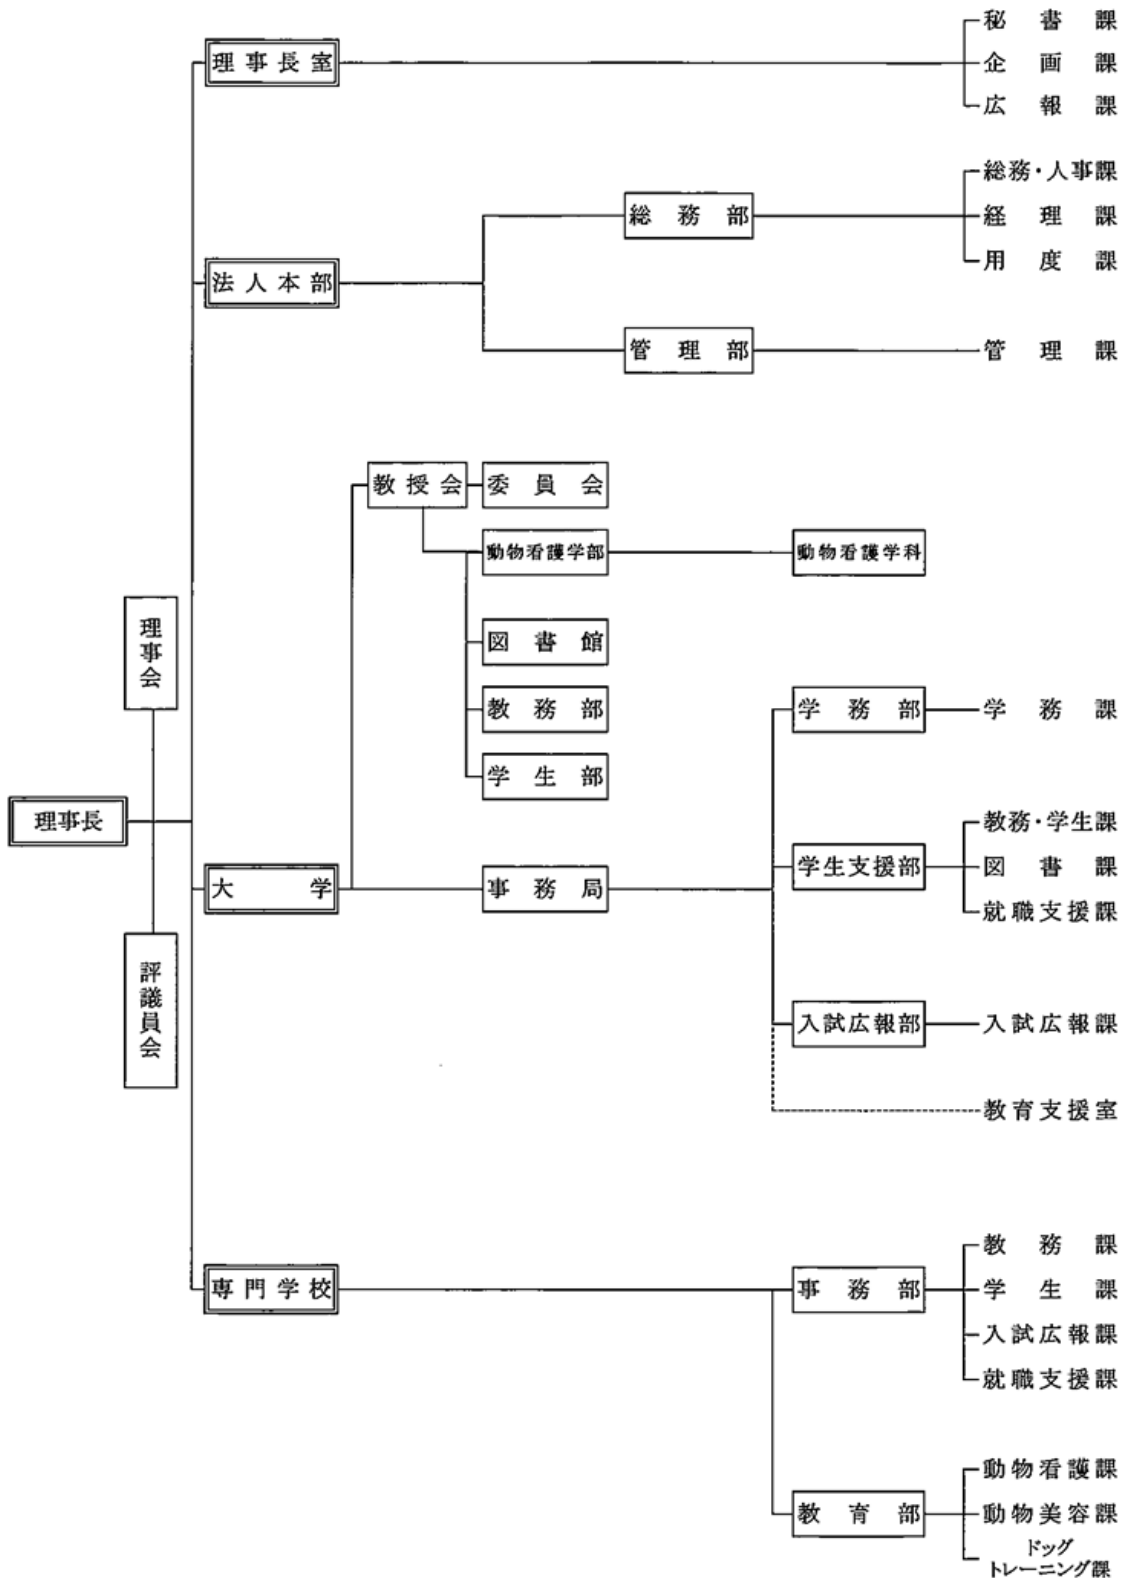 理事長
理事会
評議員会
理事長室
秘書課
企画課
広報課
法人本部
総務部
総務・人事課
経理課
用度課
管理部
管理課
大学
教授会
委員会
動物看護学部
動物看護学科
図書館
教務部
学生部
事務局
学務部
学務課
学生支援部
教務・学生課
図書課
就職支援課
入試広報部
入試広報課
教育支援室
専門学校
事務部
教務課
学生課
入試広報課
就職支援課
教育部
動物看護課
動物美容課
ドッグ
トレーニング課